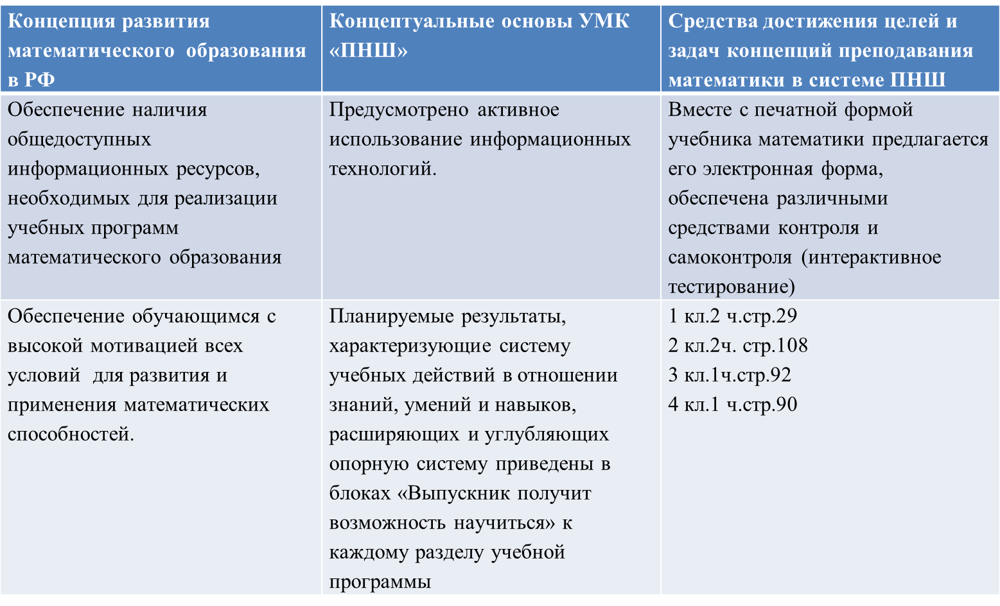 Концепция развития
математического образования
в РФ
Концептуальные основы УМК
«ПНШ»
Средства достижения целей и
задач концепций преподавания
математики в системе ПНШ
Обеспечение наличия
общедоступных
информационных ресурсов,
необходимых для реализации
учебных программ
математического образования
Предусмотрено активное
использование информационных
технологий.
Вместе с печатной формой
учебника математики предлагается
его электронная форма,
обеспечена различными
средствами контроля и
самоконтроля (интерактивное
тестирование)
Обеспечение обучающимся с
высокой мотивацией всех
условий для развития и
применения математических
способностей.
Планируемые результаты,
характеризующие систему
учебных действий в отношении
знаний, умений и навыков,
расширяющих и углубляющих
опорную систему приведены в
блоках «Выпускник получит
возможность научиться» к
каждому разделу учебной
программы
1 кл.2 ч.стр.29
2 кл.2ч. стр.108
3 кл.1ч.стр.92
4 кл.1 ч.стр.90